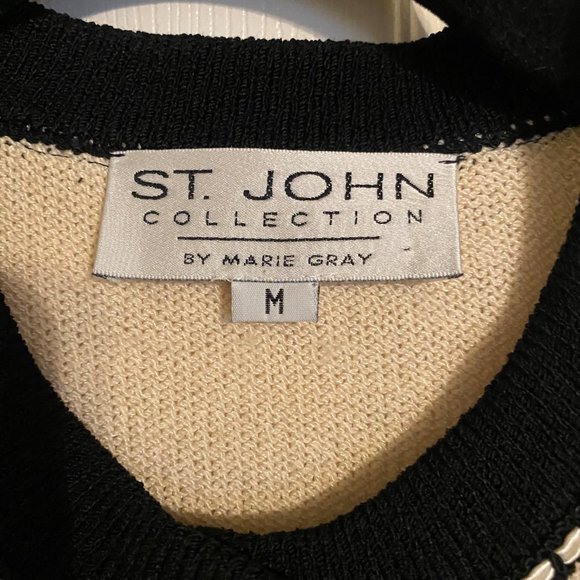 ST. JOHN
COLLECTION
BY MARIE GRAY
M